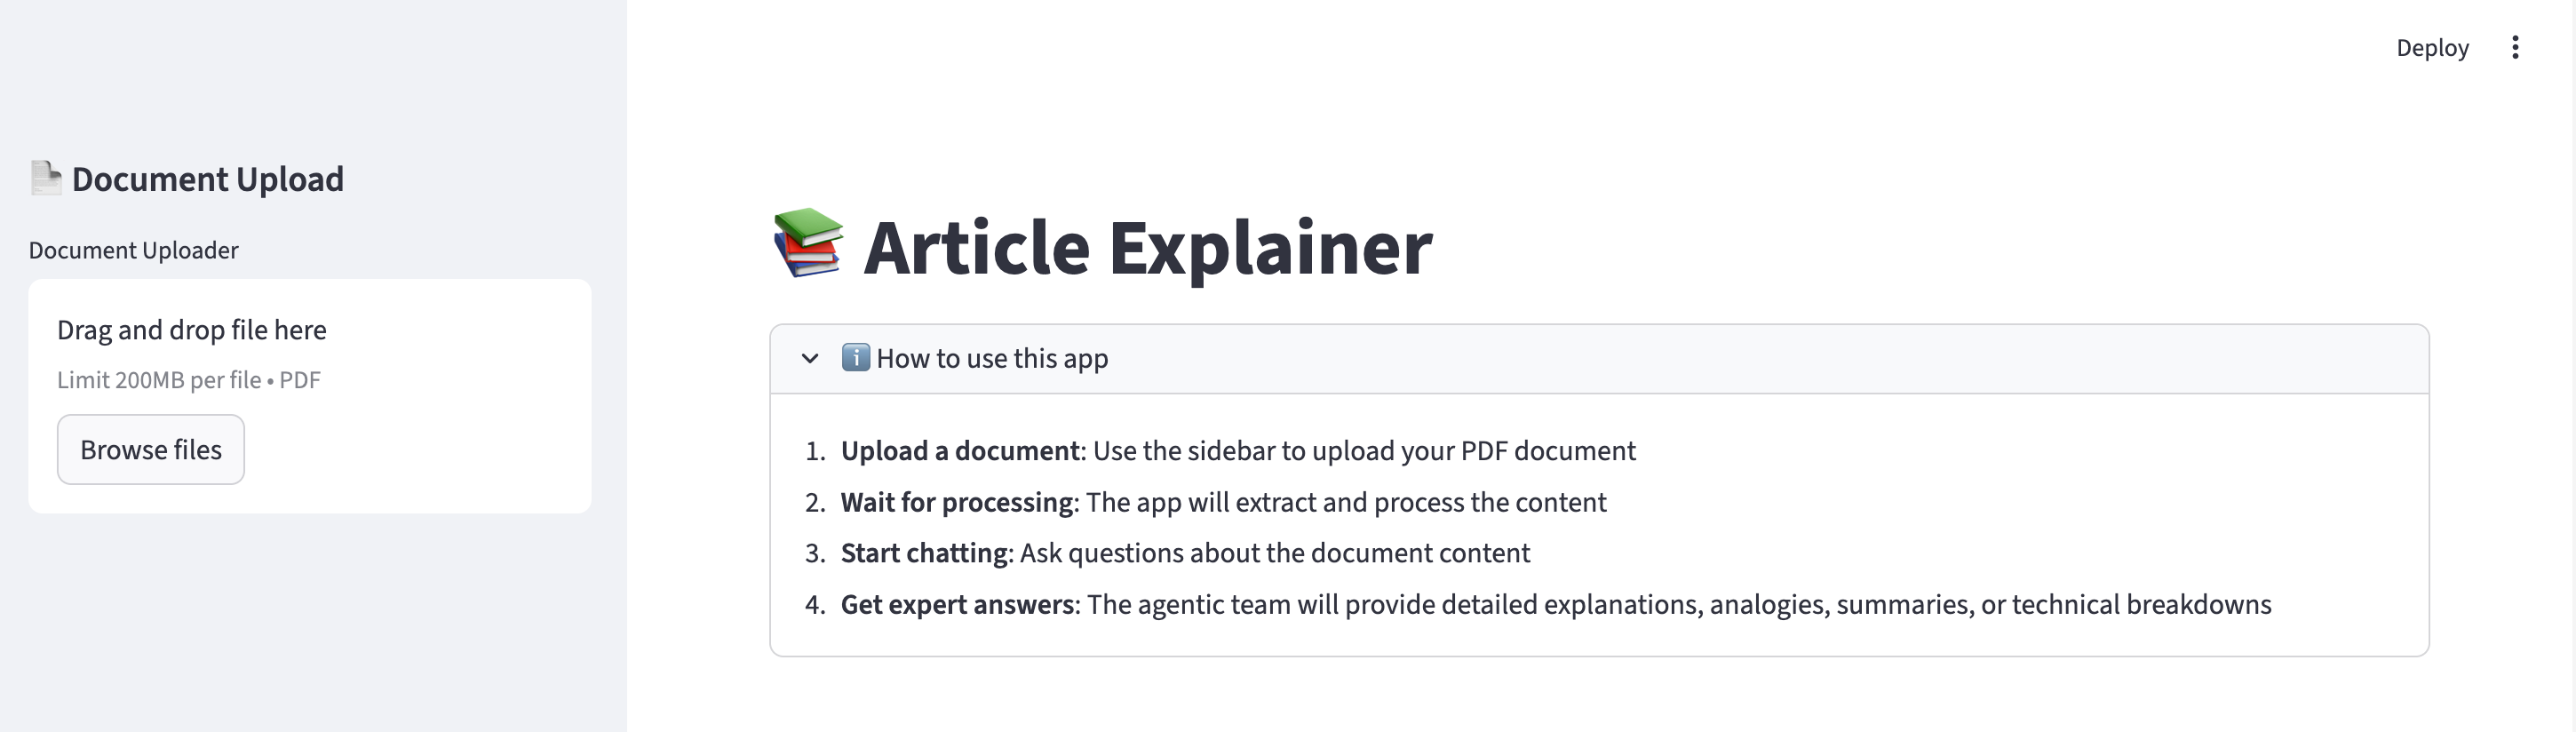 Deploy
📄 Document Upload
Document Uploader
Drag and drop file here
Limit 200MB per file • PDF
Browse files
📚 Article Explainer
ℹ️ How to use this app
1. Upload a document: Use the sidebar to upload your PDF document
2. Wait for processing: The app will extract and process the content
3. Start chatting: Ask questions about the document content
4. Get expert answers: The agentic team will provide detailed explanations, analogies, summaries, or technical breakdowns